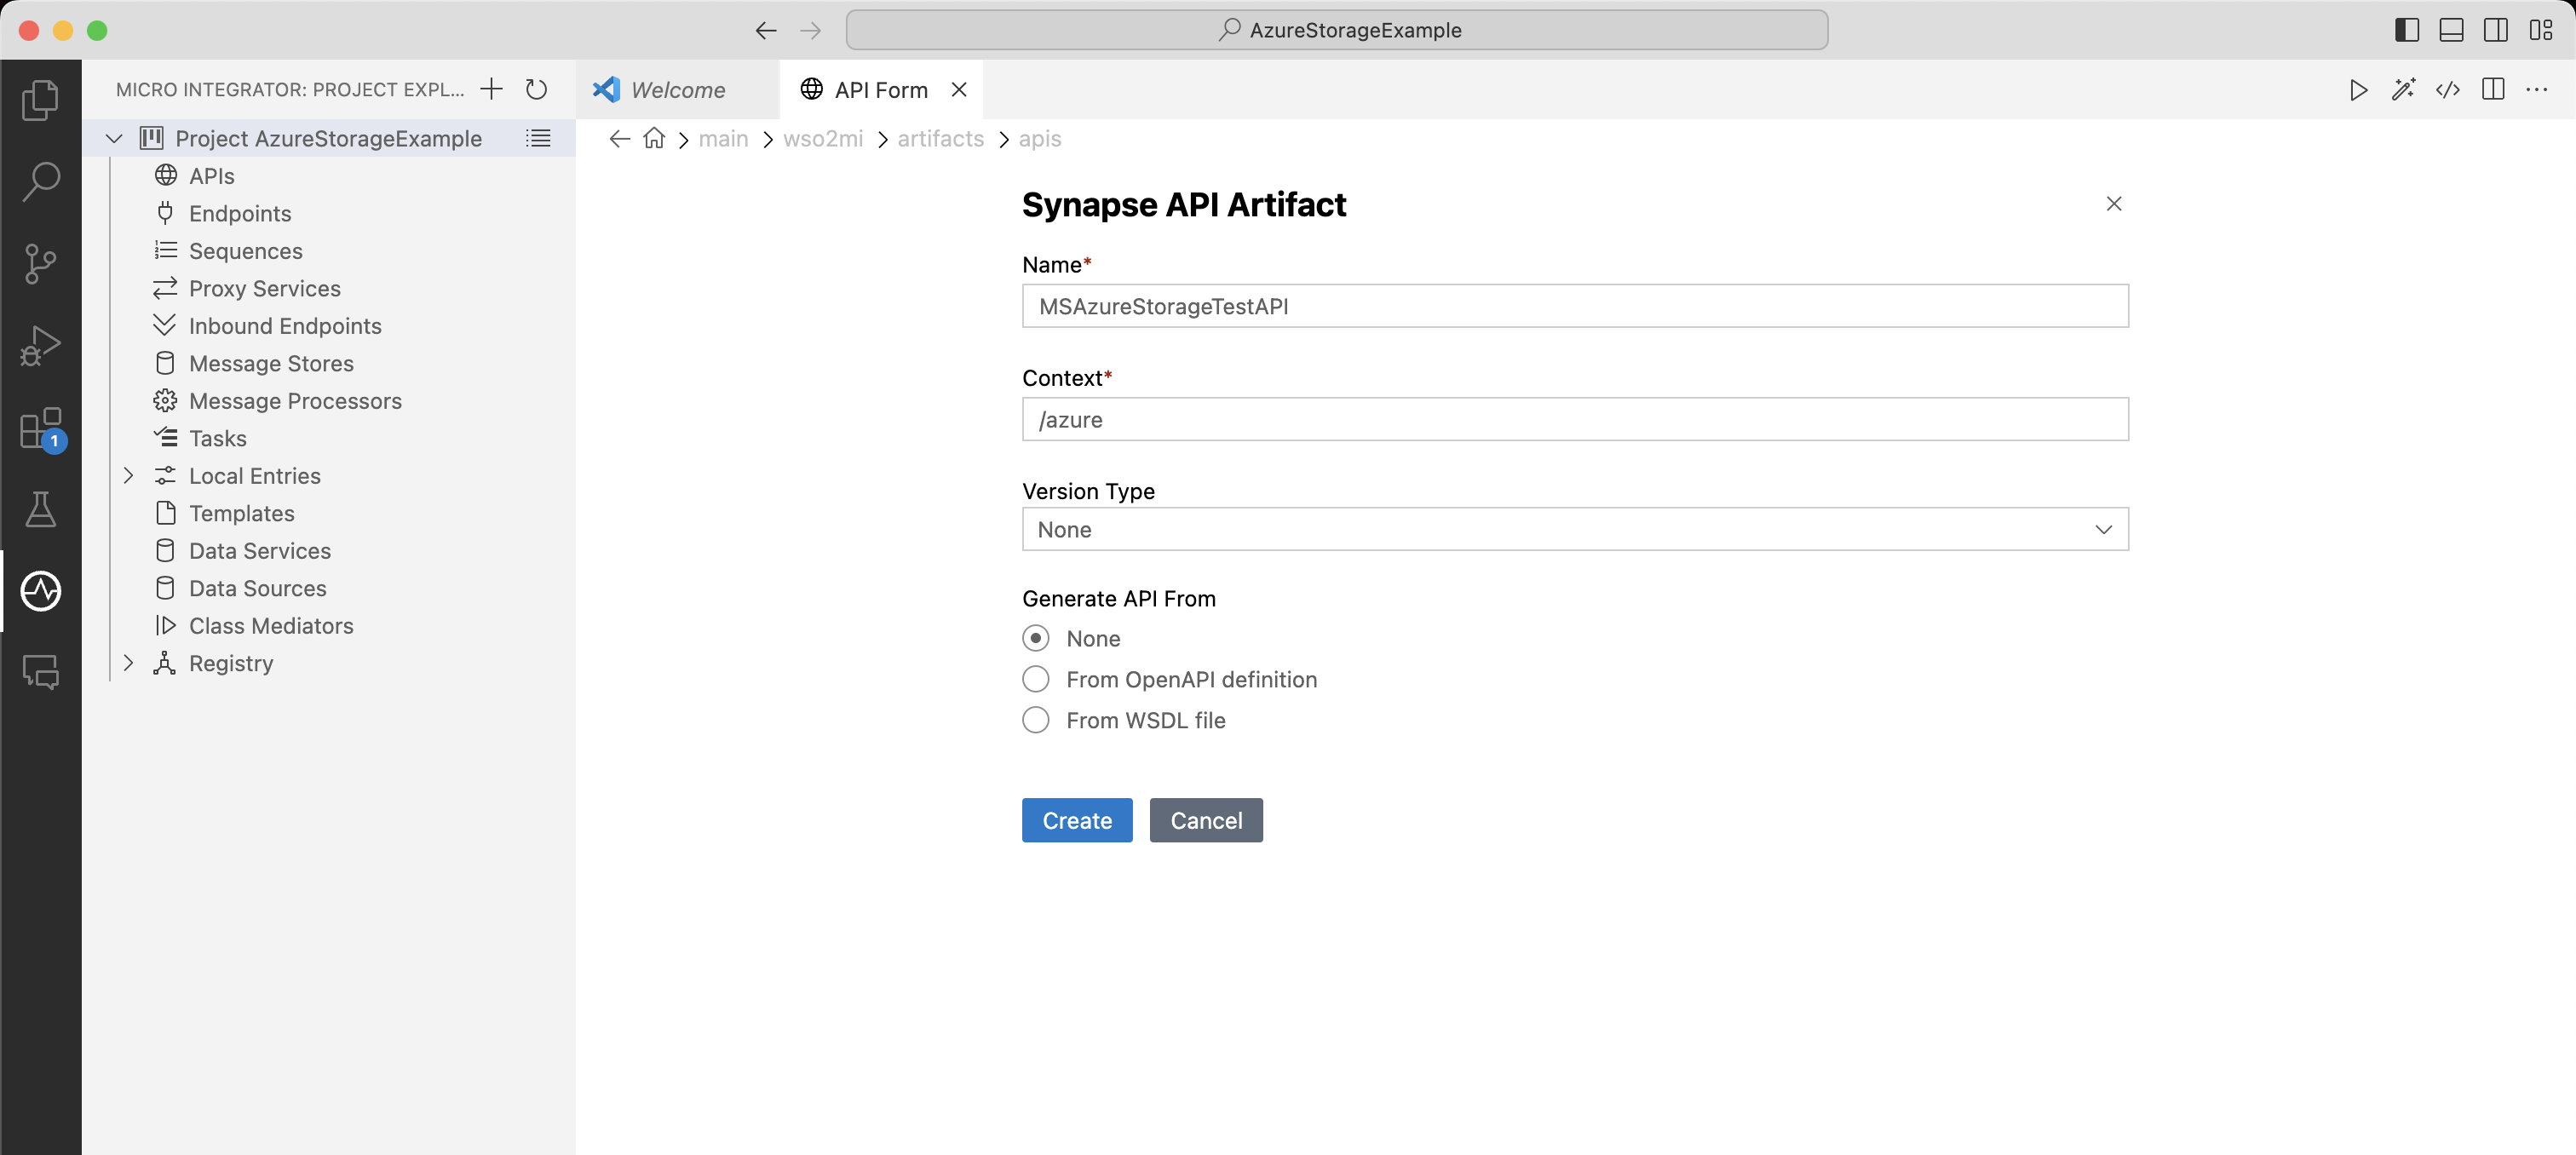 AzureStorageExample
MICRO INTEGRATOR: PROJECT EXPL...
Welcome
API Form
Project AzureStorageExample
APIs
Endpoints
Sequences
Proxy Services
Inbound Endpoints
Message Stores
Message Processors
Tasks
Local Entries
Templates
Data Services
Data Sources
Class Mediators
Registry
1
main > wso2mi > artifacts > apis
Synapse API Artifact
Name*
MSAzureStorageTestAPI
Context*
/azure
Version Type
None
Generate API From
None
From OpenAPI definition
From WSDL file
Create
Cancel